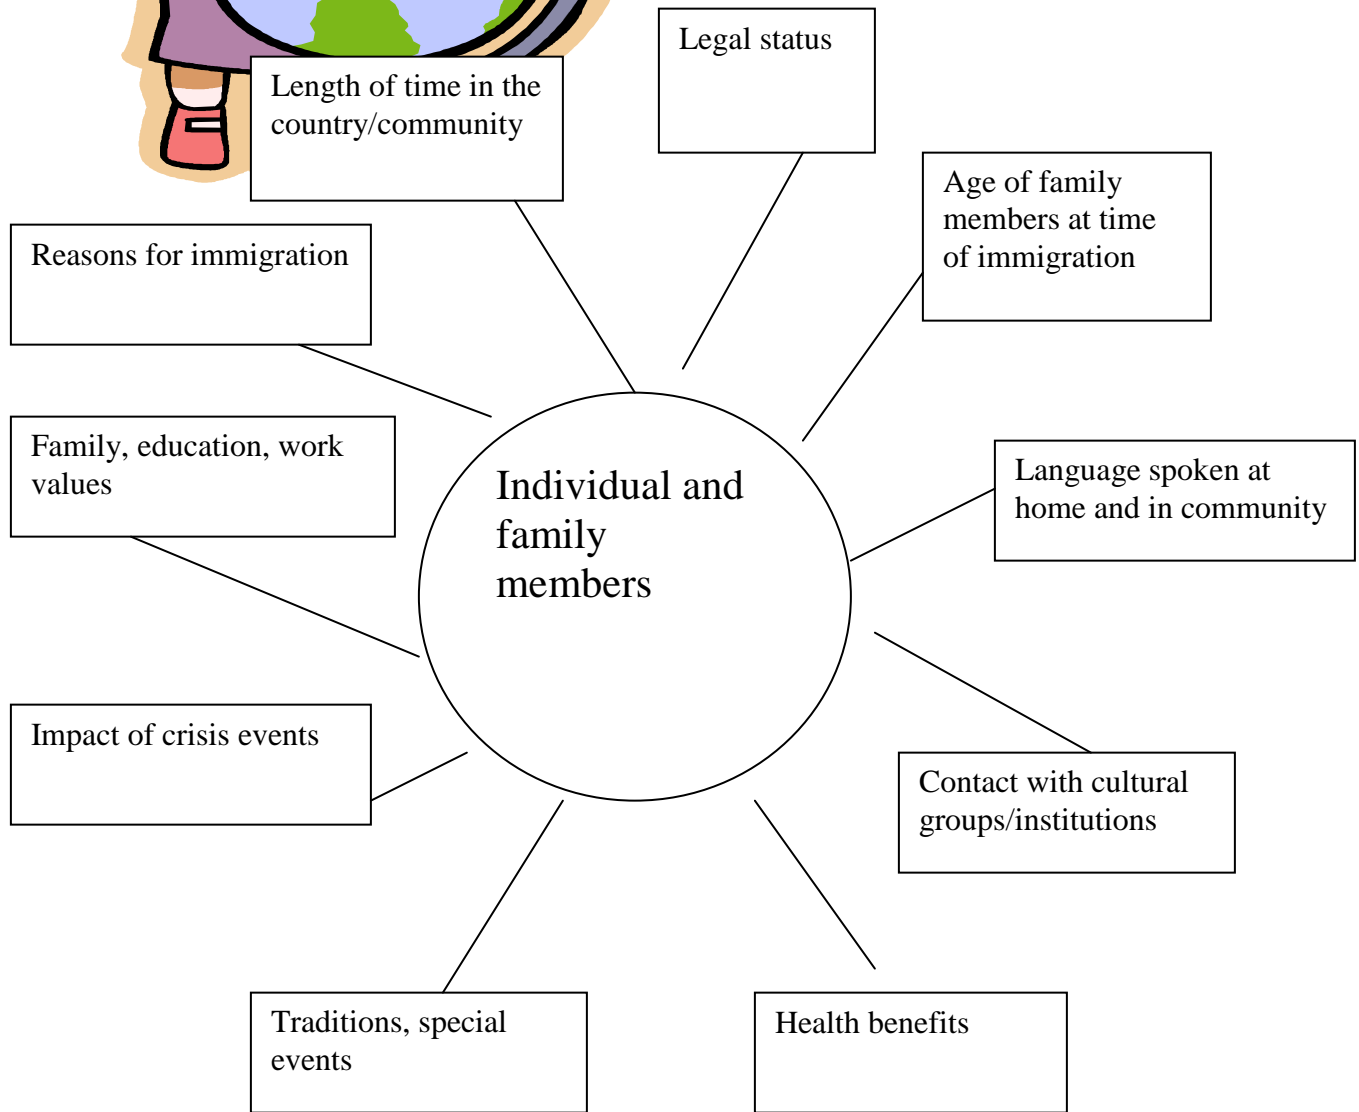 Legal status
Length of time in the
country/community
Age of family
members at time
of immigration
Reasons for immigration
Family, education, work
values
Language spoken at
home and in community
Individual and
family
members
Impact of crisis events
Contact with cultural
groups/institutions
Traditions, special
events
Health benefits